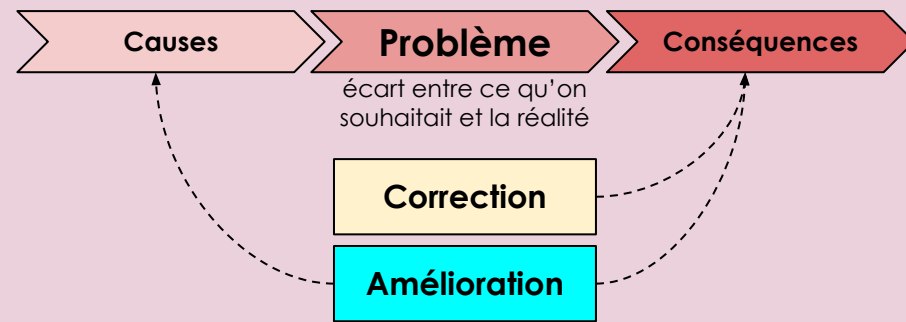 Causes
Problème
Conséquences
écart entre ce qu’on
souhaitait et la réalité
Correction
Amélioration